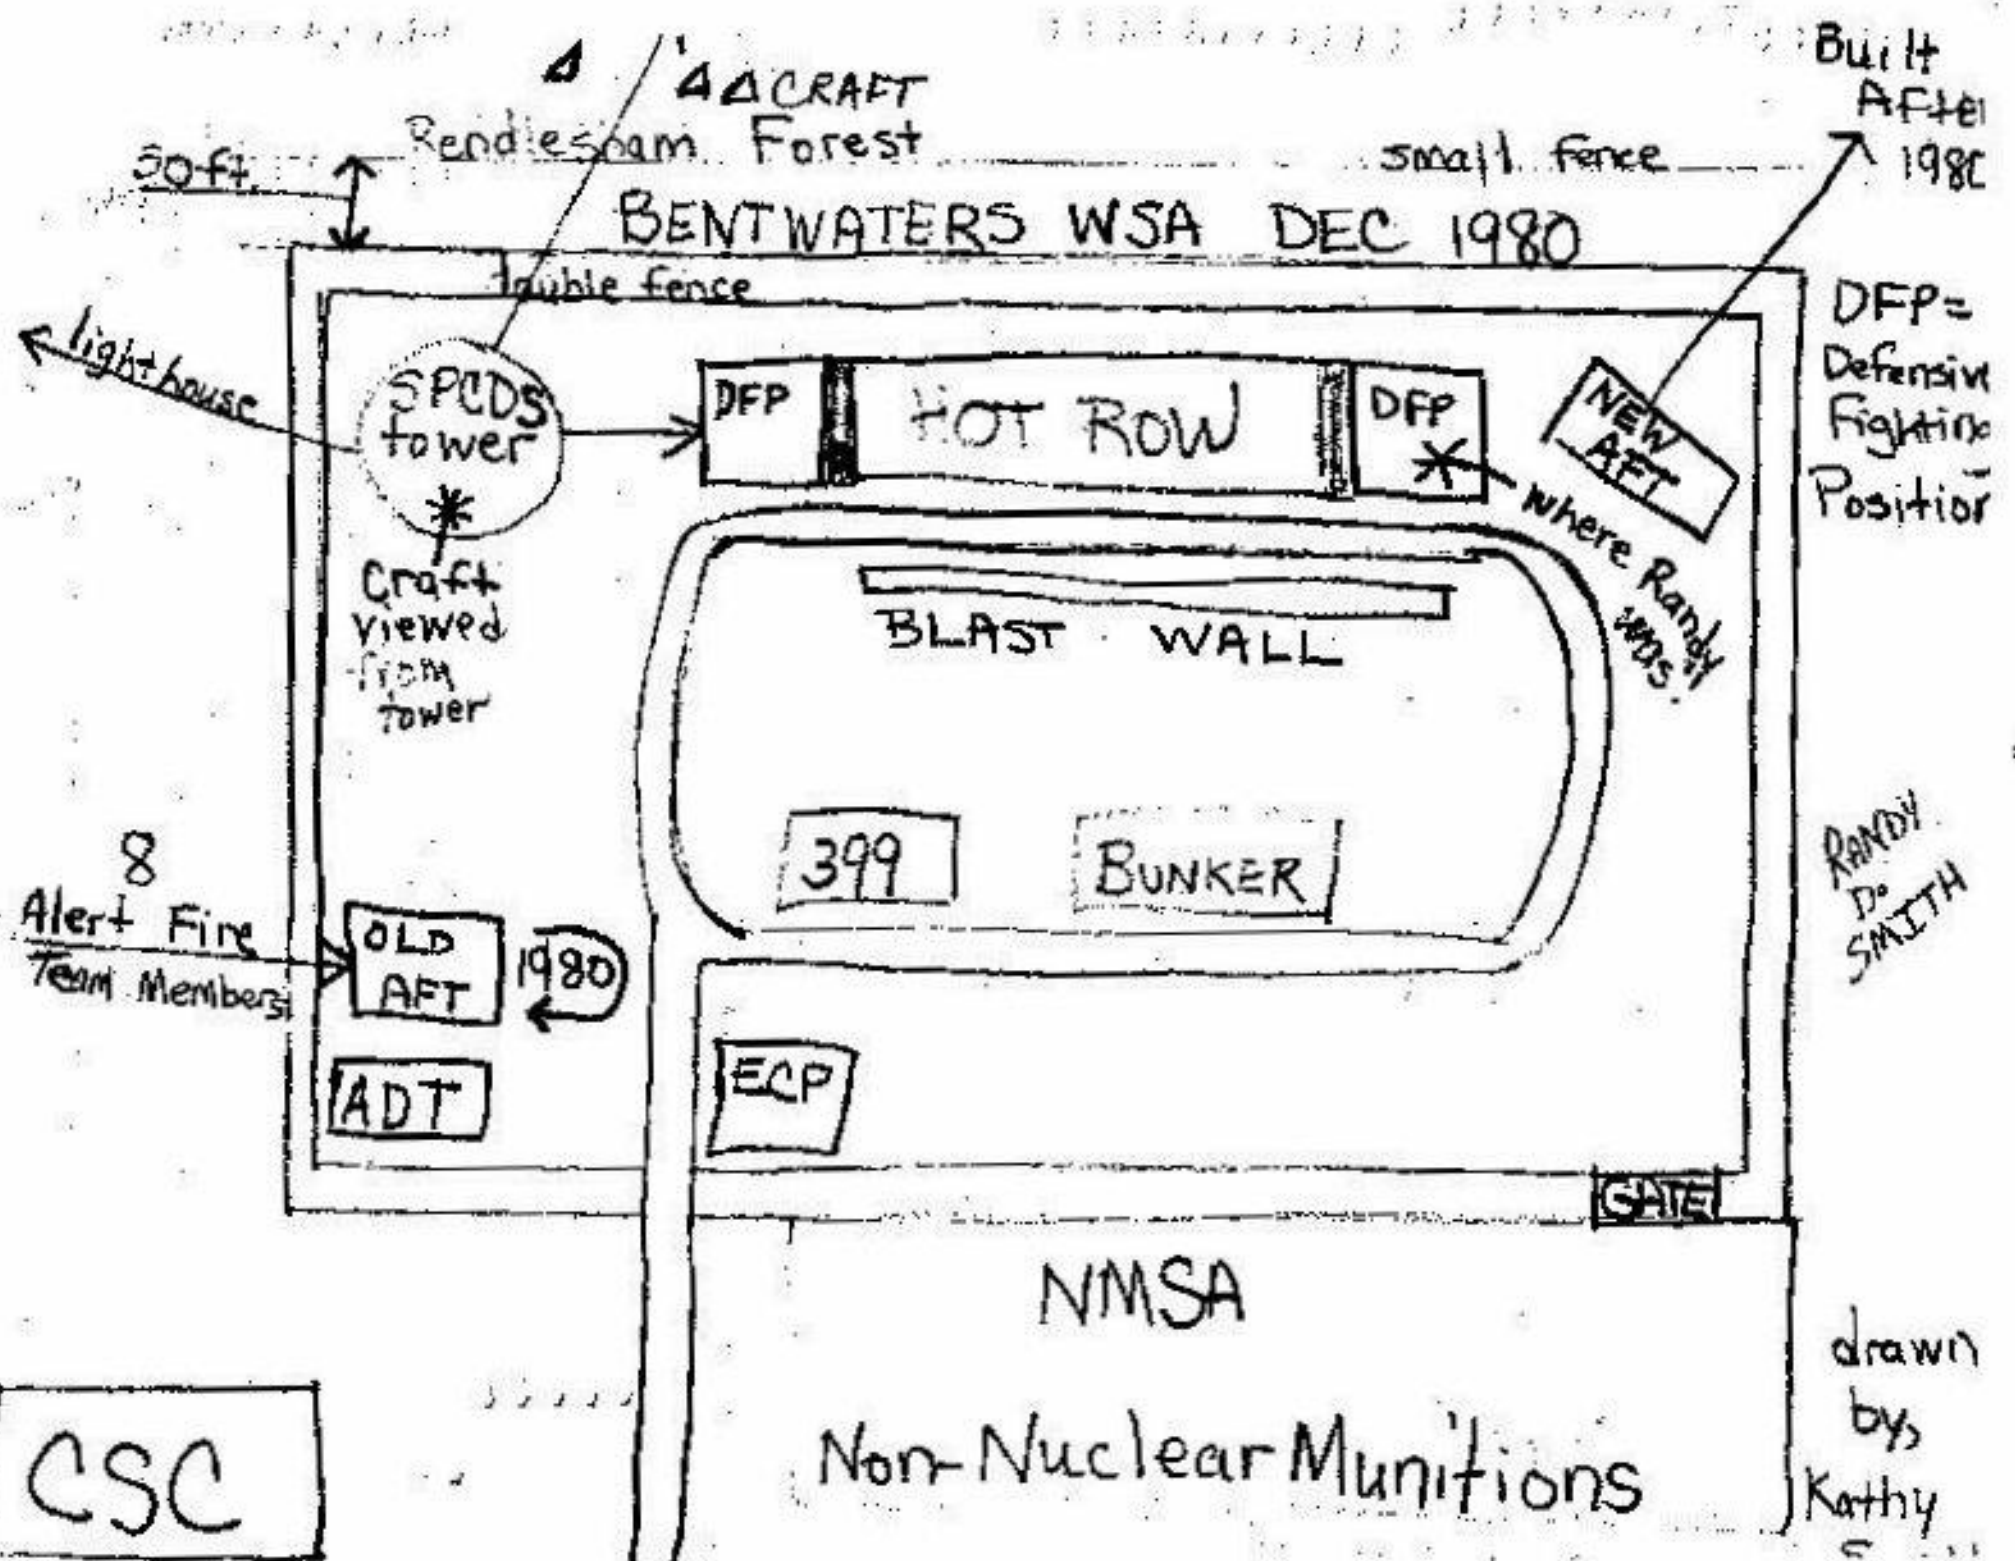 Built
After
198
CRAFT
Rendlesham Forest
small fence
50ft.
BENTWATERS WSA DEC 1980
double fence
DFP=
Defensiv
Fighting
Position
lighthouse
SPCDS
tower
DFP
HOT ROW
DFP
NEW
AFT
where Randy
was.
Craft
viewed
from
tower
BLAST WALL
399
BUNKER
RANDY
D.
SMITH
8
Alert Fire
Team Members
OLD
AFT
1980
ADT
ECP
GATE
NMSA
Non-Nuclear Munitions
CSC
drawn
by,
Kathy